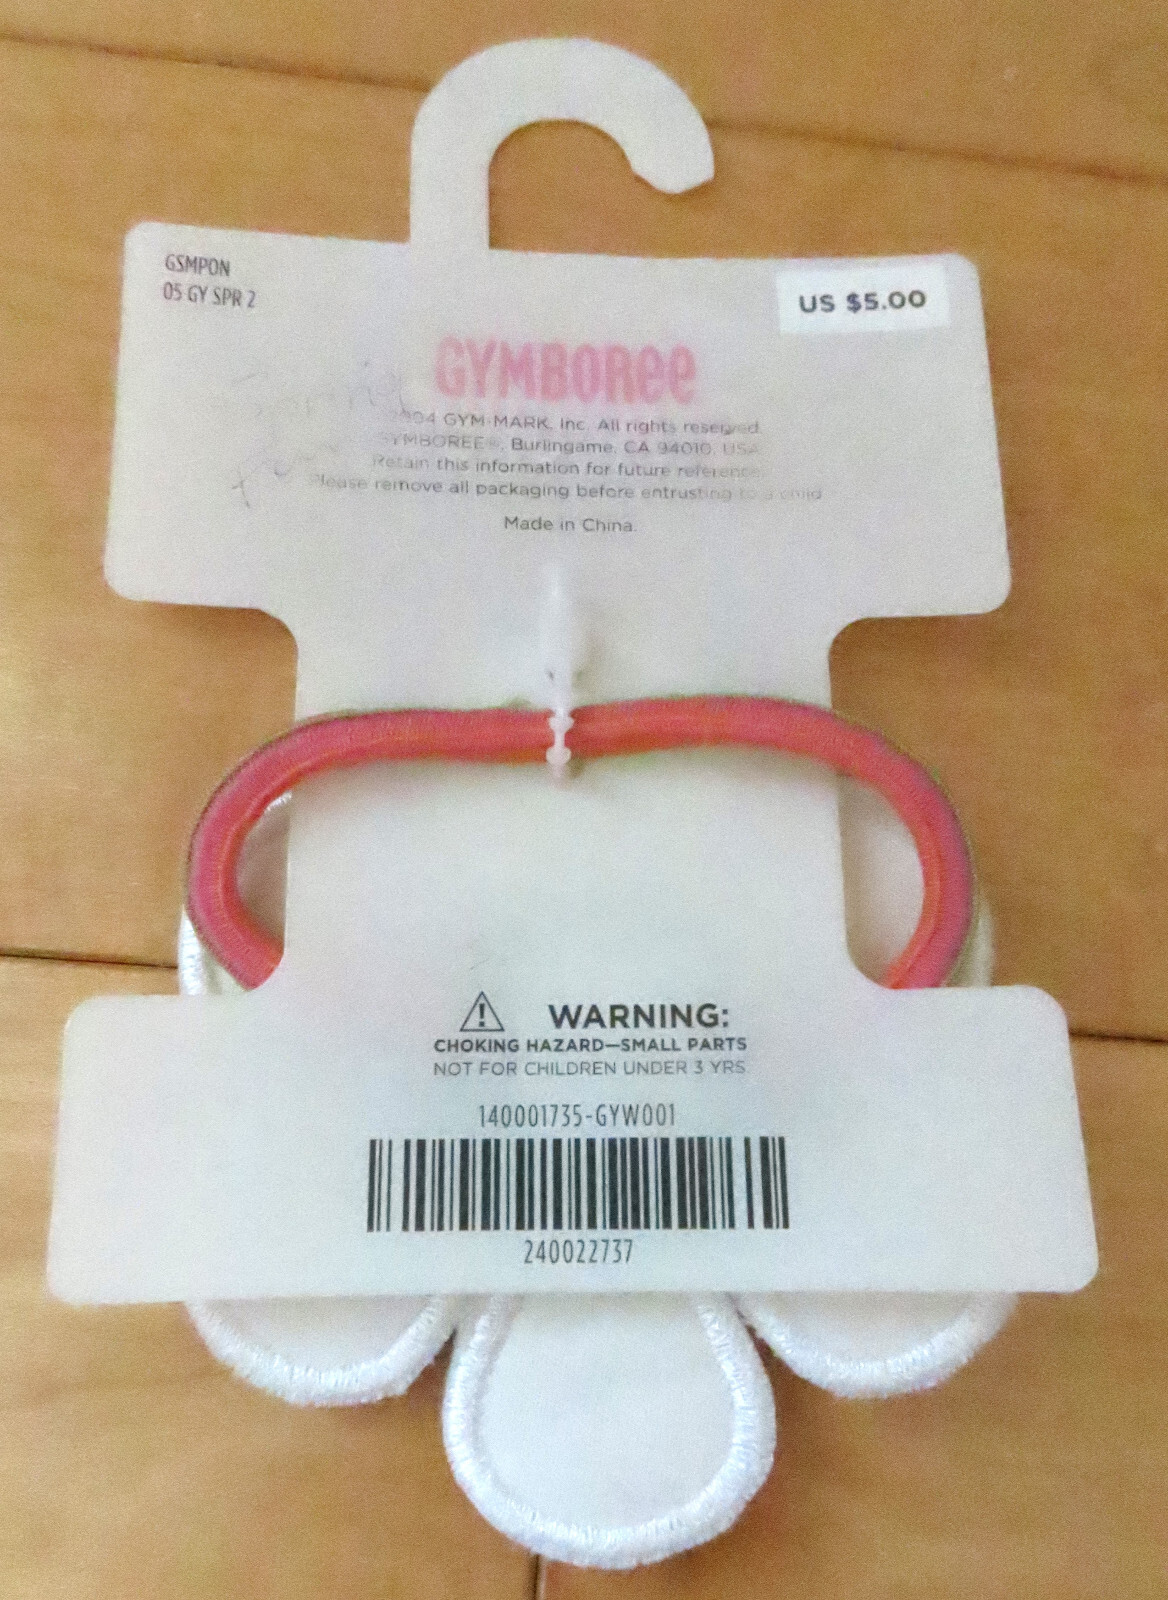 GSMPON
05 GY SPR 2
US $5.00
GYMBOREE
2004 GYM-MARK, Inc. All rights reserved.
GYMBOREE®, Burlingame, CA 94010, USA
Retain this information for future reference.
Please remove all packaging before entrusting to a child
Made in China.
WARNING:
CHOKING HAZARD—SMALL PARTS
NOT FOR CHILDREN UNDER 3 YRS.
140001735-GYW001
240022737